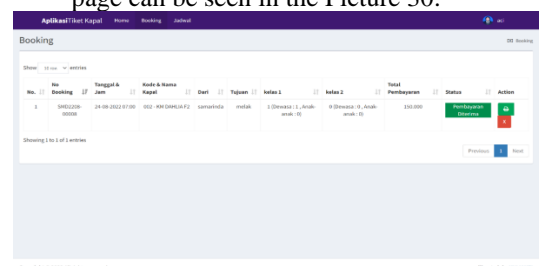 page can be seen in the Picture 30.
AplikasiTiket Kapal Home Booking Jadwal
Booking
Booking
Show 10 row entries
No. No Booking Tanggal & Jam Kode & Nama Kapal Dari Tujuan kelas 1 kelas 2 Total Pembayaran Status Action
1 SMD2208-00008 24-08-2022 07:00 002 - KM DAHLIA F2 samarinda melak 1 (Dewasa : 1 , Anak-anak : 0) 0 (Dewasa : 0 , Anak-anak : 0) 150.000 Pembayaran Diterima
Showing 1 to 1 of 1 entries
Previous 1 Next